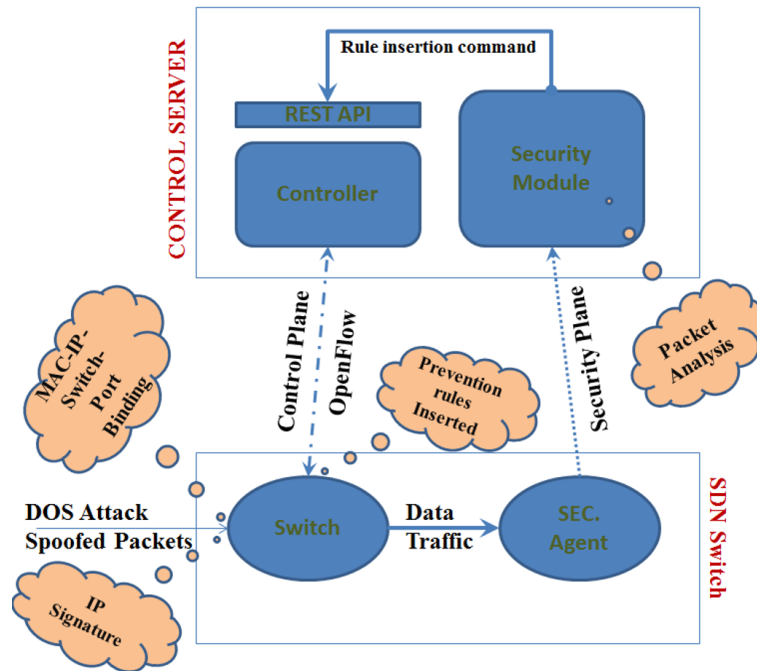 CONTROL SERVER
Rule insertion command
REST API
Controller
Security
Module
Control Plane
OpenFlow
Security Plane
MAC-IP-
Switch-
Port
Binding
Prevention
rules
Inserted
Packet
Analysis
DOS Attack
Spoofed Packets
Switch
Data
Traffic
SEC.
Agent
SDN Switch
IP
Signature